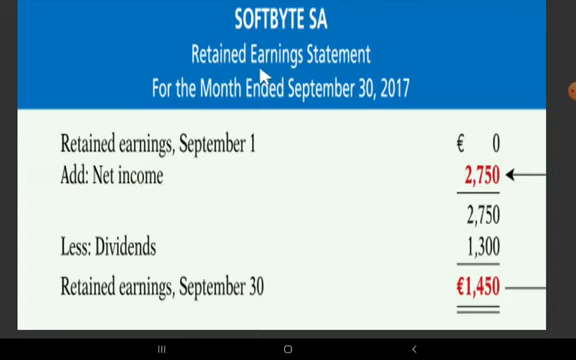 SOFTBYTE SA
Retained Earnings Statement
For the Month Ended September 30, 2017
Retained earnings, September 1 € 0
Add: Net income 2,750
2,750
Less: Dividends 1,300
Retained earnings, September 30 €1,450